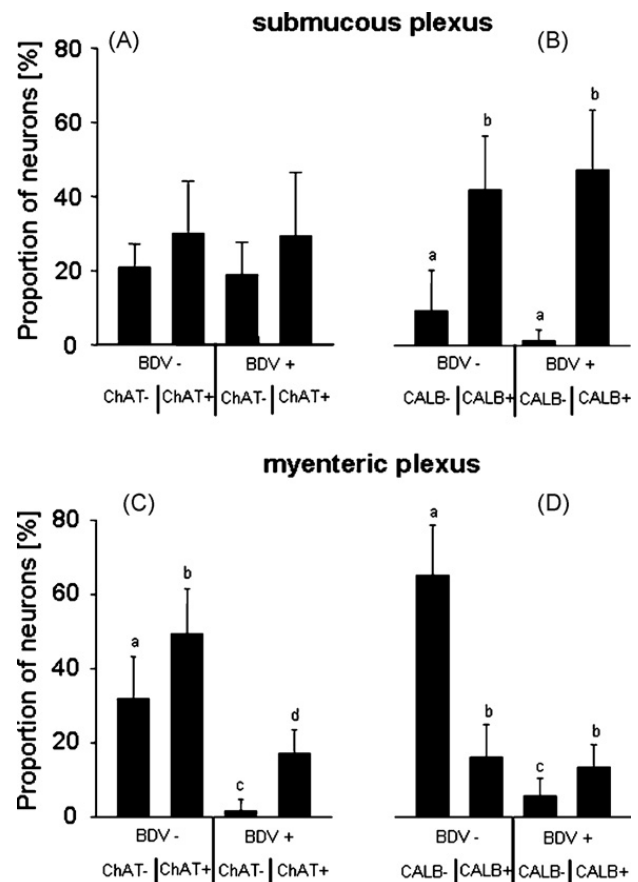 submucous plexus
(A)
(B)
Proportion of neurons [%]
80
60
40
20
0
a
b
a
b
BDV -
BDV +
BDV -
BDV +
ChAT-
ChAT+
ChAT-
ChAT+
CALB-
CALB+
CALB-
CALB+
myenteric plexus
(C)
(D)
Proportion of neurons [%]
80
60
40
20
0
a
b
c
d
a
b
c
b
BDV -
BDV +
BDV -
BDV +
ChAT-
ChAT+
ChAT-
ChAT+
CALB-
CALB+
CALB-
CALB+